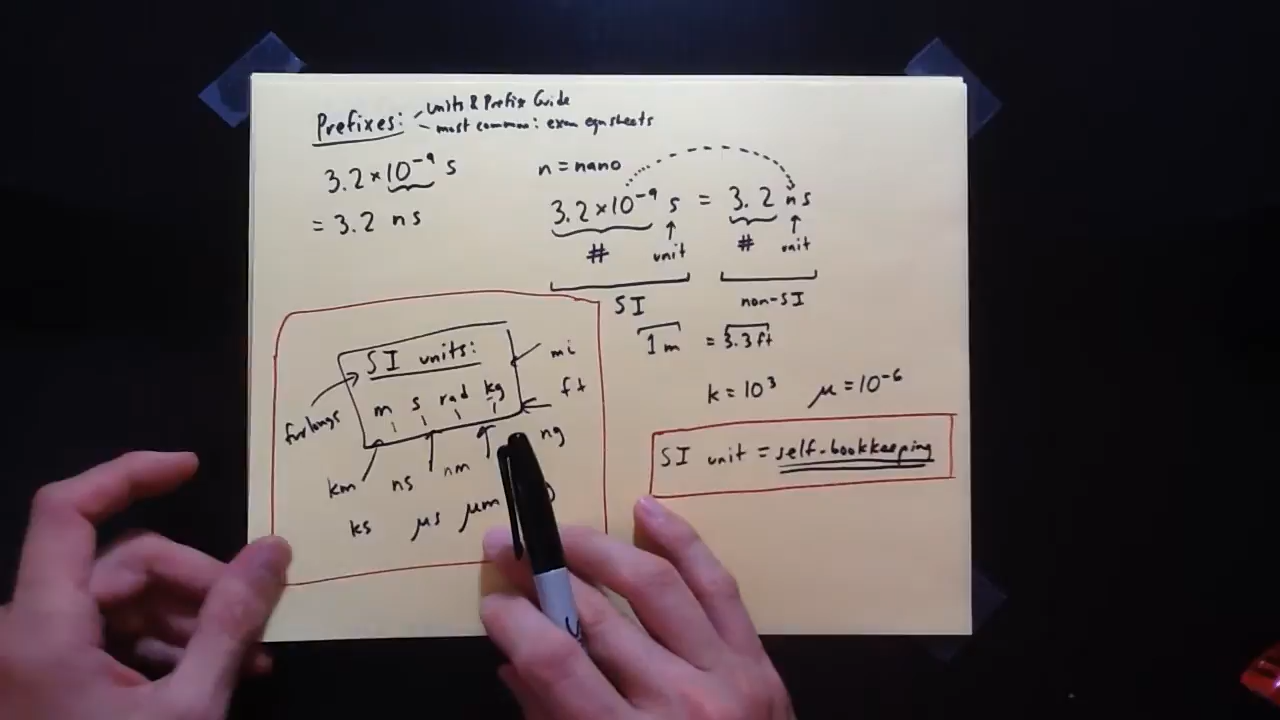 Prefixes: - Units & Prefix Guide
- most common: exam eqn sheets
3.2 × 10⁻⁹ s
= 3.2 ns
n = nano
3.2 × 10⁻⁹ s = 3.2 ns
# unit # unit
SI non-SI
1m = 3.3 ft
k = 10³ μ = 10⁻⁶
SI unit = self-bookkeeping
SI units:
m s rad kg
furlongs
mi
ft
ng
km ns nm
ks μs μm